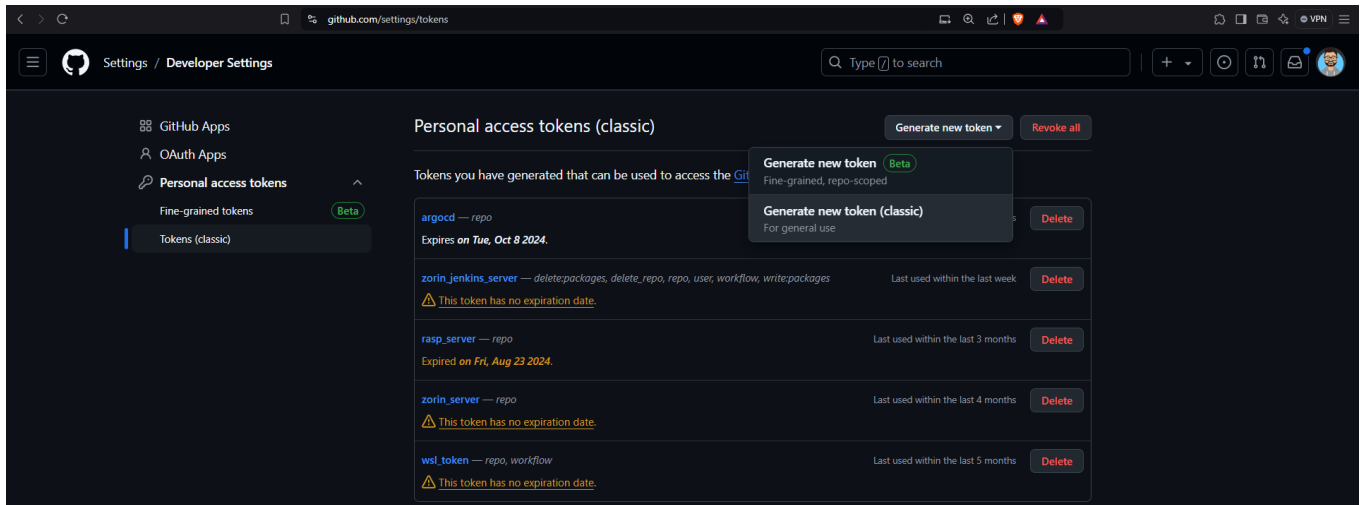 github.com/settings/tokens
VPN
Settings / Developer Settings
Type / to search
GitHub Apps
OAuth Apps
Personal access tokens
Fine-grained tokens Beta
Tokens (classic)
Personal access tokens (classic)
Generate new token
Revoke all
Generate new token Beta
Fine-grained, repo-scoped
Generate new token (classic)
For general use
Tokens you have generated that can be used to access the Git
argocd — repo
Delete
Expires on Tue, Oct 8 2024.
zorin_jenkins_server — delete:packages, delete_repo, repo, user, workflow, write:packages
Last used within the last week
Delete
This token has no expiration date.
rasp_server — repo
Last used within the last 3 months
Delete
Expired on Fri, Aug 23 2024.
zorin_server — repo
Last used within the last 4 months
Delete
This token has no expiration date.
wsl_token — repo, workflow
Last used within the last 5 months
Delete
This token has no expiration date.